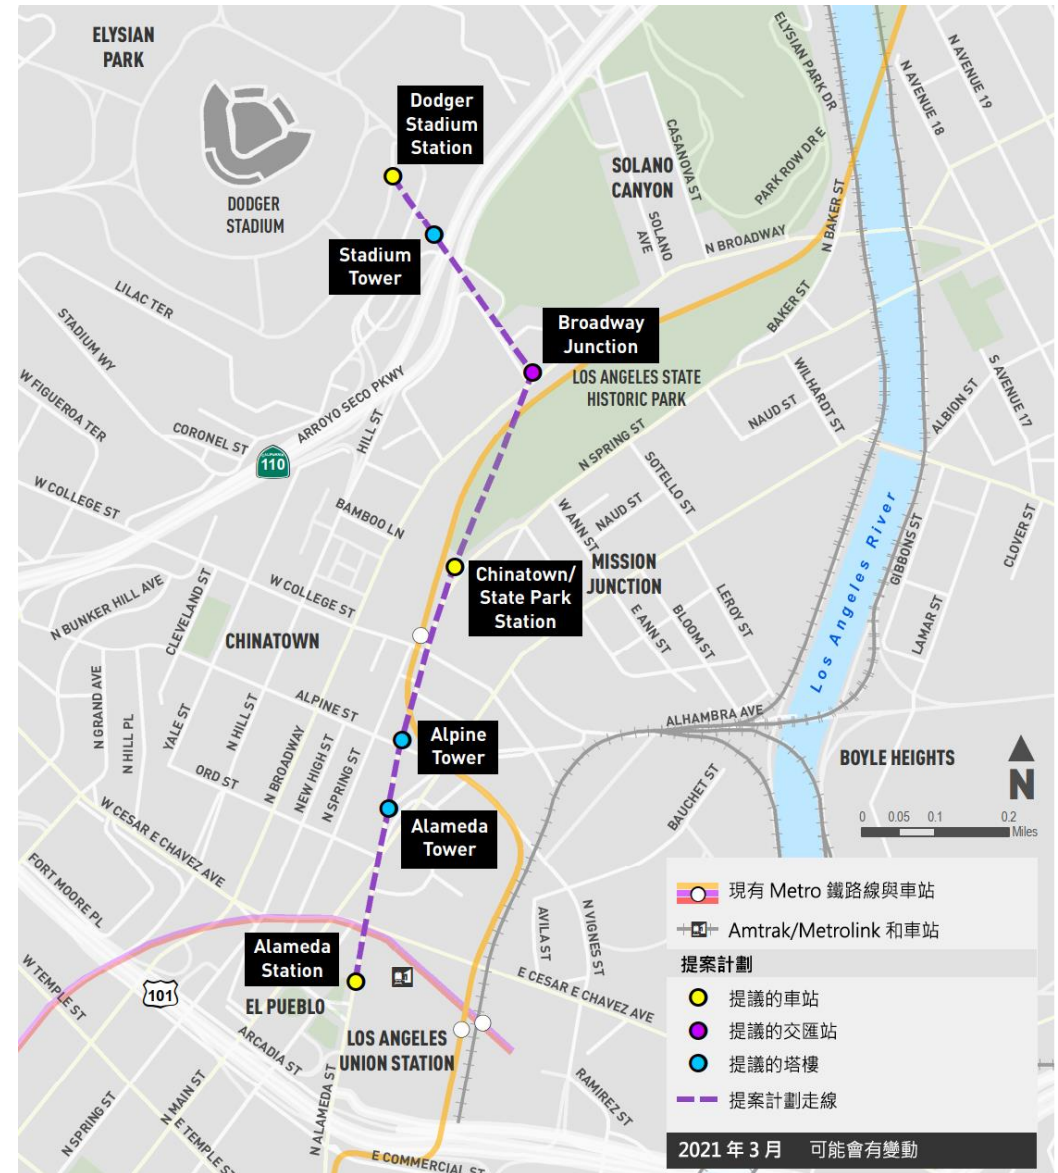 ELYSIAN
PARK
Dodger
Stadium
Station
DODGER
STADIUM
Stadium
Tower
SOLANO
CANYON
ELYSIAN PARK DR
N AVENUE 19
N AVENUE 18
CASANOVA ST
PARK ROW DR E
SOLANO
AVE
N BROADWAY
N BAKER ST
BAKER ST
LILAC TER
STADIUM WY
W FIGUEROA TER
CORONEL ST
ARROYO SECO PKWY
HILL ST
CALIFORNIA
110
Broadway
Junction
LOS ANGELES STATE
HISTORIC PARK
WILHARDT ST
NAUD ST
ALBION ST
S AVENUE 17
N SPRING ST
SOTELLO ST
W COLLEGE ST
BAMBOO LN
W ANN ST
NAUD ST
MISSION
JUNCTION
Los Angeles River
GIBBONS ST
CLOVER ST
Chinatown/
State Park
Station
N BUNKER HILL AVE
CLEVELAND ST
W COLLEGE ST
CHINATOWN
E ANN ST
BLOOM ST
LEROY ST
LAMAR ST
N GRAND AVE
N HILL PL
YALE ST
N HILL ST
ALPINE ST
N BROADWAY
NEW HIGH ST
N SPRING ST
ORD ST
Alpine
Tower
ALHAMBRA AVE
BOYLE HEIGHTS
N
Alameda
Tower
BAUCHET ST
0 0.05 0.1 0.2
Miles
W CESAR E CHAVEZ AVE
FORT MOORE PL
AVILA ST
N VIGNES ST
E CESAR E CHAVEZ AVE
W TEMPLE ST
101
Alameda
Station
EL PUEBLO
LOS ANGELES
UNION STATION
ARCADIA ST
N MAIN ST
N SPRING ST
E TEMPLE ST
N ALAMEDA ST
RAMIREZ ST
E COMMERCIAL ST
現有 Metro 鐵路線與車站
Amtrak/Metrolink 和車站
提案計劃
提議的車站
提議的交匯站
提議的塔樓
提案計劃走線
2021 年 3 月 可能會有變動